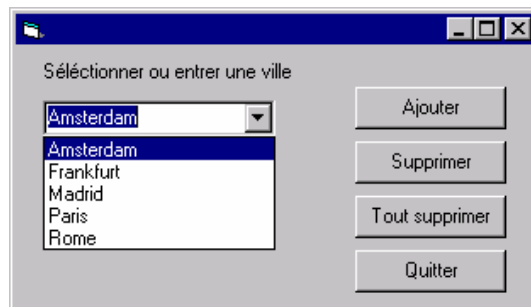 Séléctionner ou entrer une ville
Amsterdam
Amsterdam
Frankfurt
Madrid
Paris
Rome
Ajouter
Supprimer
Tout supprimer
Quitter